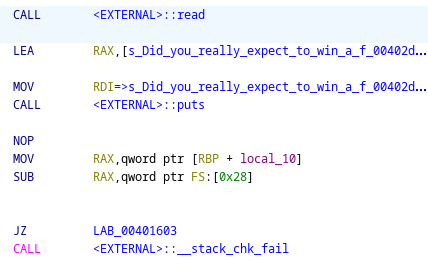 CALL <EXTERNAL>::read
LEA RAX,[s_Did_you_really_expect_to_win_a_f_00402d...
MOV RDI=>s_Did_you_really_expect_to_win_a_f_00402d...
CALL <EXTERNAL>::puts
NOP
MOV RAX,qword ptr [RBP + local_10]
SUB RAX,qword ptr FS:[0x28]
JZ LAB_00401603
CALL <EXTERNAL>::__stack_chk_fail